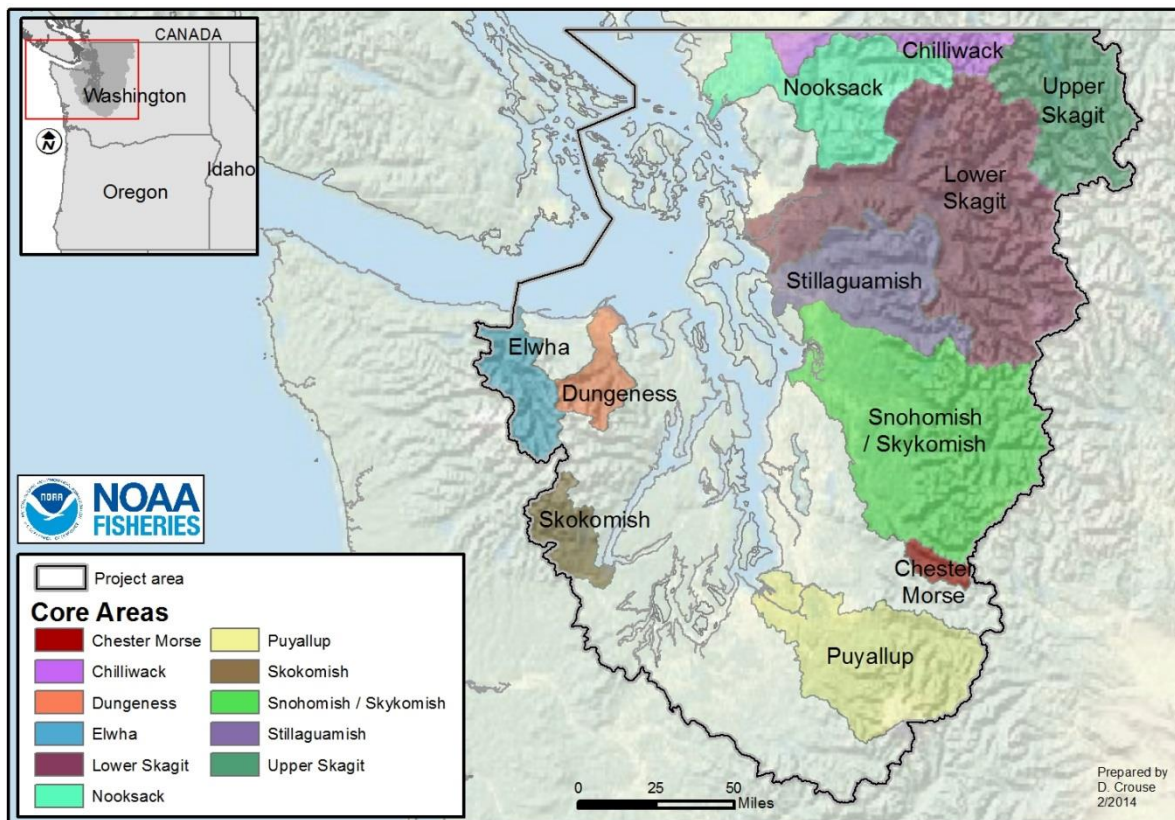 CANADA
Washington
N
Oregon
Idaho
Chilliwack
Nooksack
Upper
Skagit
Lower
Skagit
Stillaguamish
Elwha
Dungeness
Snohomish
/ Skykomish
Skokomish
Chester
Morse
Puyallup
NOAA
NOAA
FISHERIES
Project area
Core Areas
Chester Morse
Chilliwack
Dungeness
Elwha
Lower Skagit
Nooksack
Puyallup
Skokomish
Snohomish / Skykomish
Stillaguamish
Upper Skagit
0 25 50
Miles
Prepared by
D. Crouse
2/2014